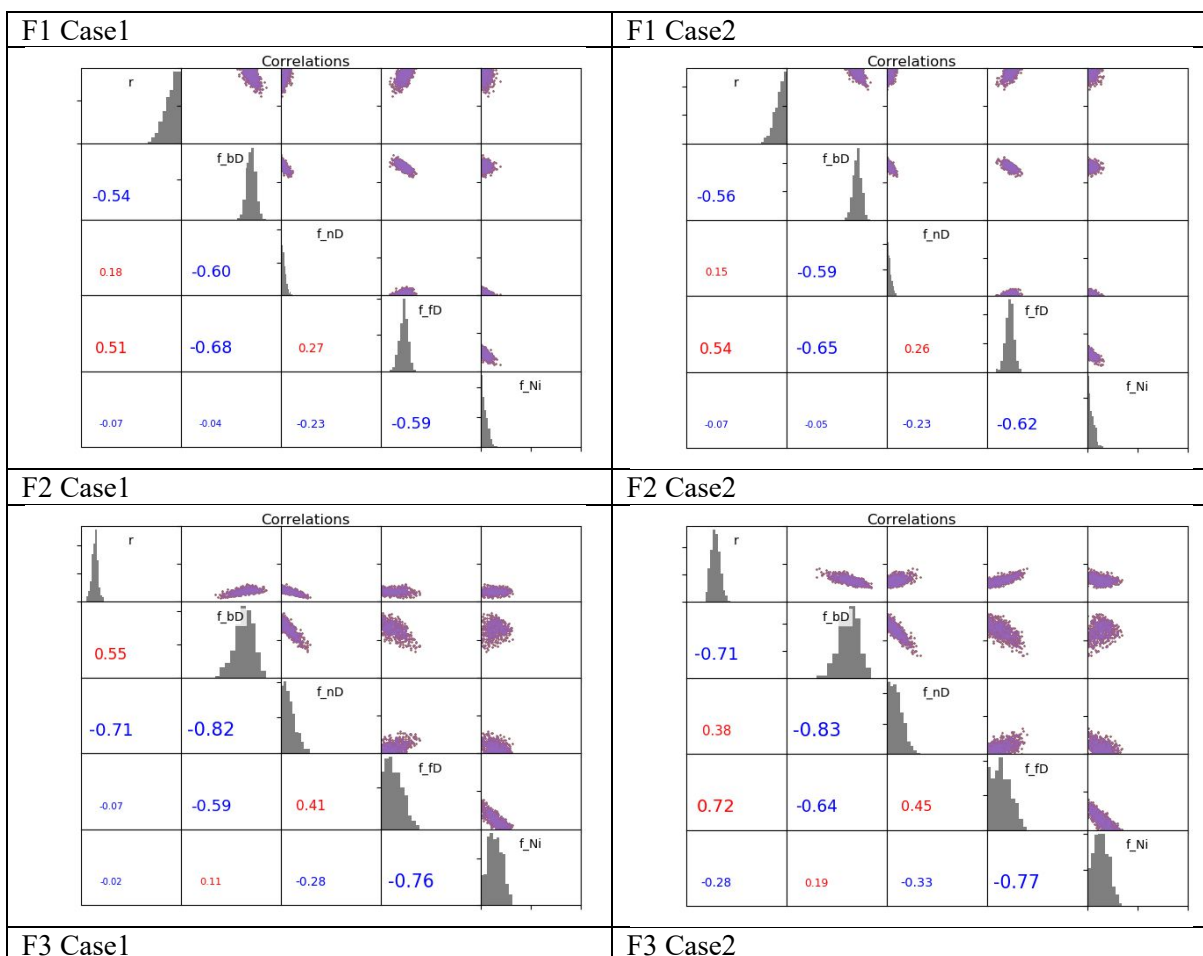 F1 Case1
F1 Case2
Correlations
r
f_bD
-0.54
f_nD
0.18
-0.60
f_fD
0.51
-0.68
0.27
f_Ni
-0.07
-0.04
-0.23
-0.59
Correlations
r
f_bD
-0.56
f_nD
0.15
-0.59
f_fD
0.54
-0.65
0.26
f_Ni
-0.07
-0.05
-0.23
-0.62
F2 Case1
F2 Case2
Correlations
r
f_bD
0.55
f_nD
-0.71
-0.82
f_fD
-0.07
-0.59
0.41
f_Ni
-0.02
0.11
-0.28
-0.76
Correlations
r
f_bD
-0.71
f_nD
0.38
-0.83
f_fD
0.72
-0.64
0.45
f_Ni
-0.28
0.19
-0.33
-0.77
F3 Case1
F3 Case2